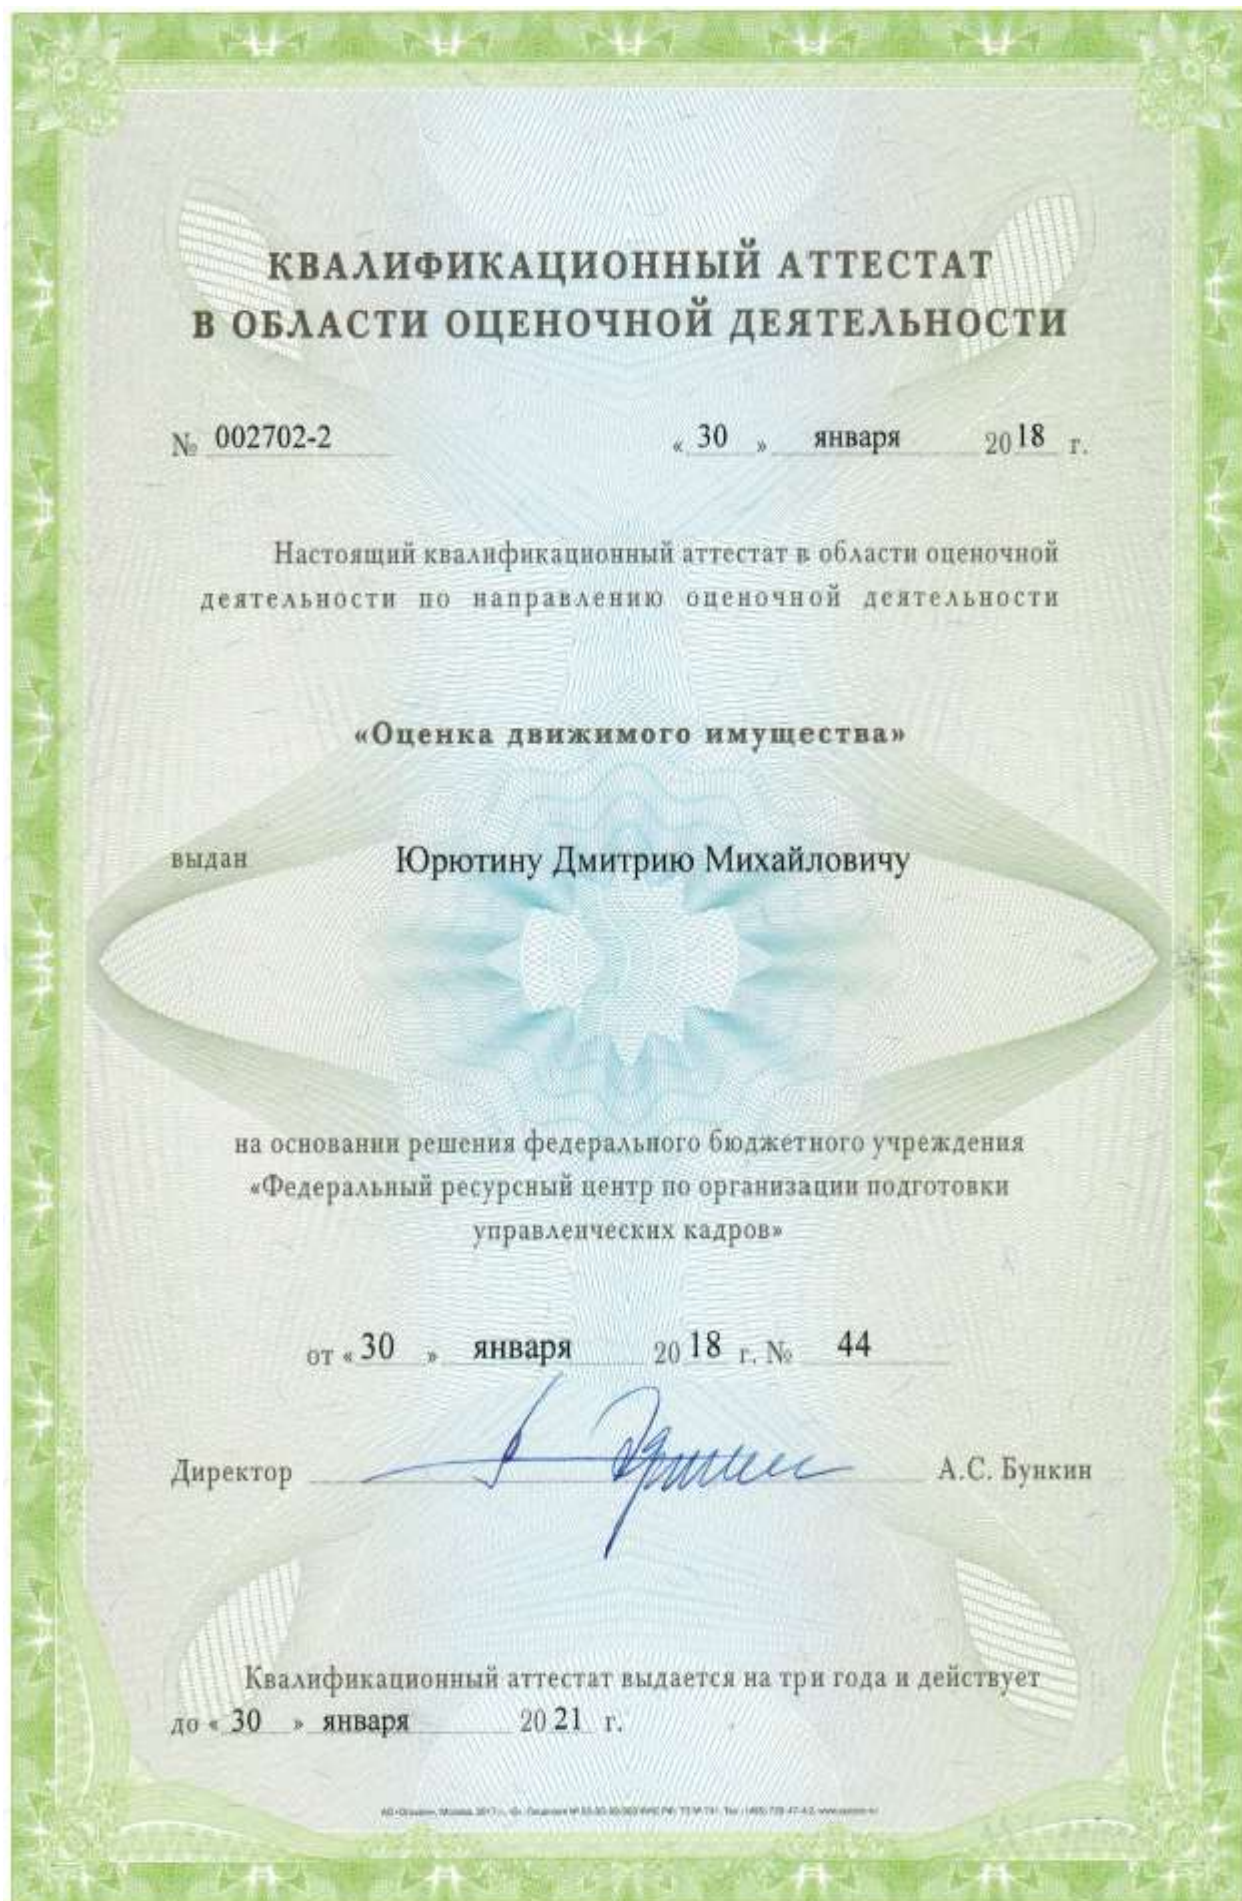 КВАЛИФИКАЦИОННЫЙ АТТЕСТАТ
В ОБЛАСТИ ОЦЕНОЧНОЙ ДЕЯТЕЛЬНОСТИ
№ 002702-2 « 30 » января 2018 г.
Настоящий квалификационный аттестат в области оценочной
деятельности по направлению оценочной деятельности
«Оценка движимого имущества»
выдан Юрютину Дмитрию Михайловичу
на основании решения федерального бюджетного учреждения
«Федеральный ресурсный центр по организации подготовки
управленческих кадров»
от « 30 » января 2018 г. № 44
Директор А.С. Бункин
Квалификационный аттестат выдается на три года и действует
до « 30 » января 2021 г.